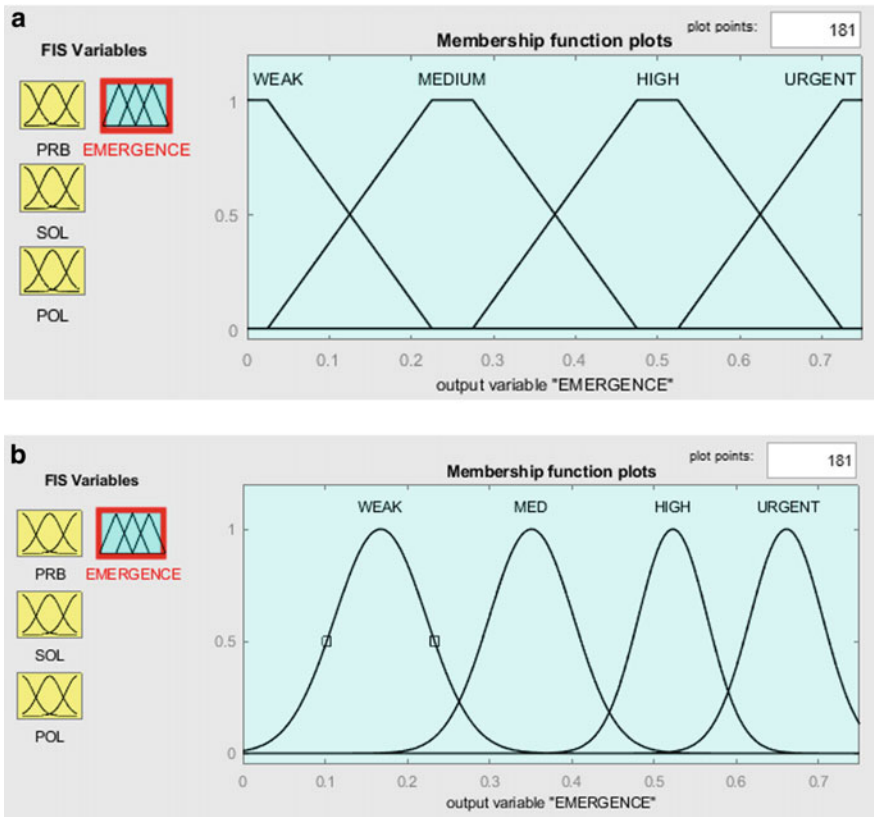 a
FIS Variables
Membership function plots
plot points:
181
WEAK
MEDIUM
HIGH
URGENT
PRB
EMERGENCE
SOL
POL
1
0.5
0
0
0.1
0.2
0.3
0.4
0.5
0.6
0.7
output variable "EMERGENCE"
b
FIS Variables
Membership function plots
plot points:
181
WEAK
MED
HIGH
URGENT
PRB
EMERGENCE
SOL
POL
1
0.5
0
0
0.1
0.2
0.3
0.4
0.5
0.6
0.7
output variable "EMERGENCE"